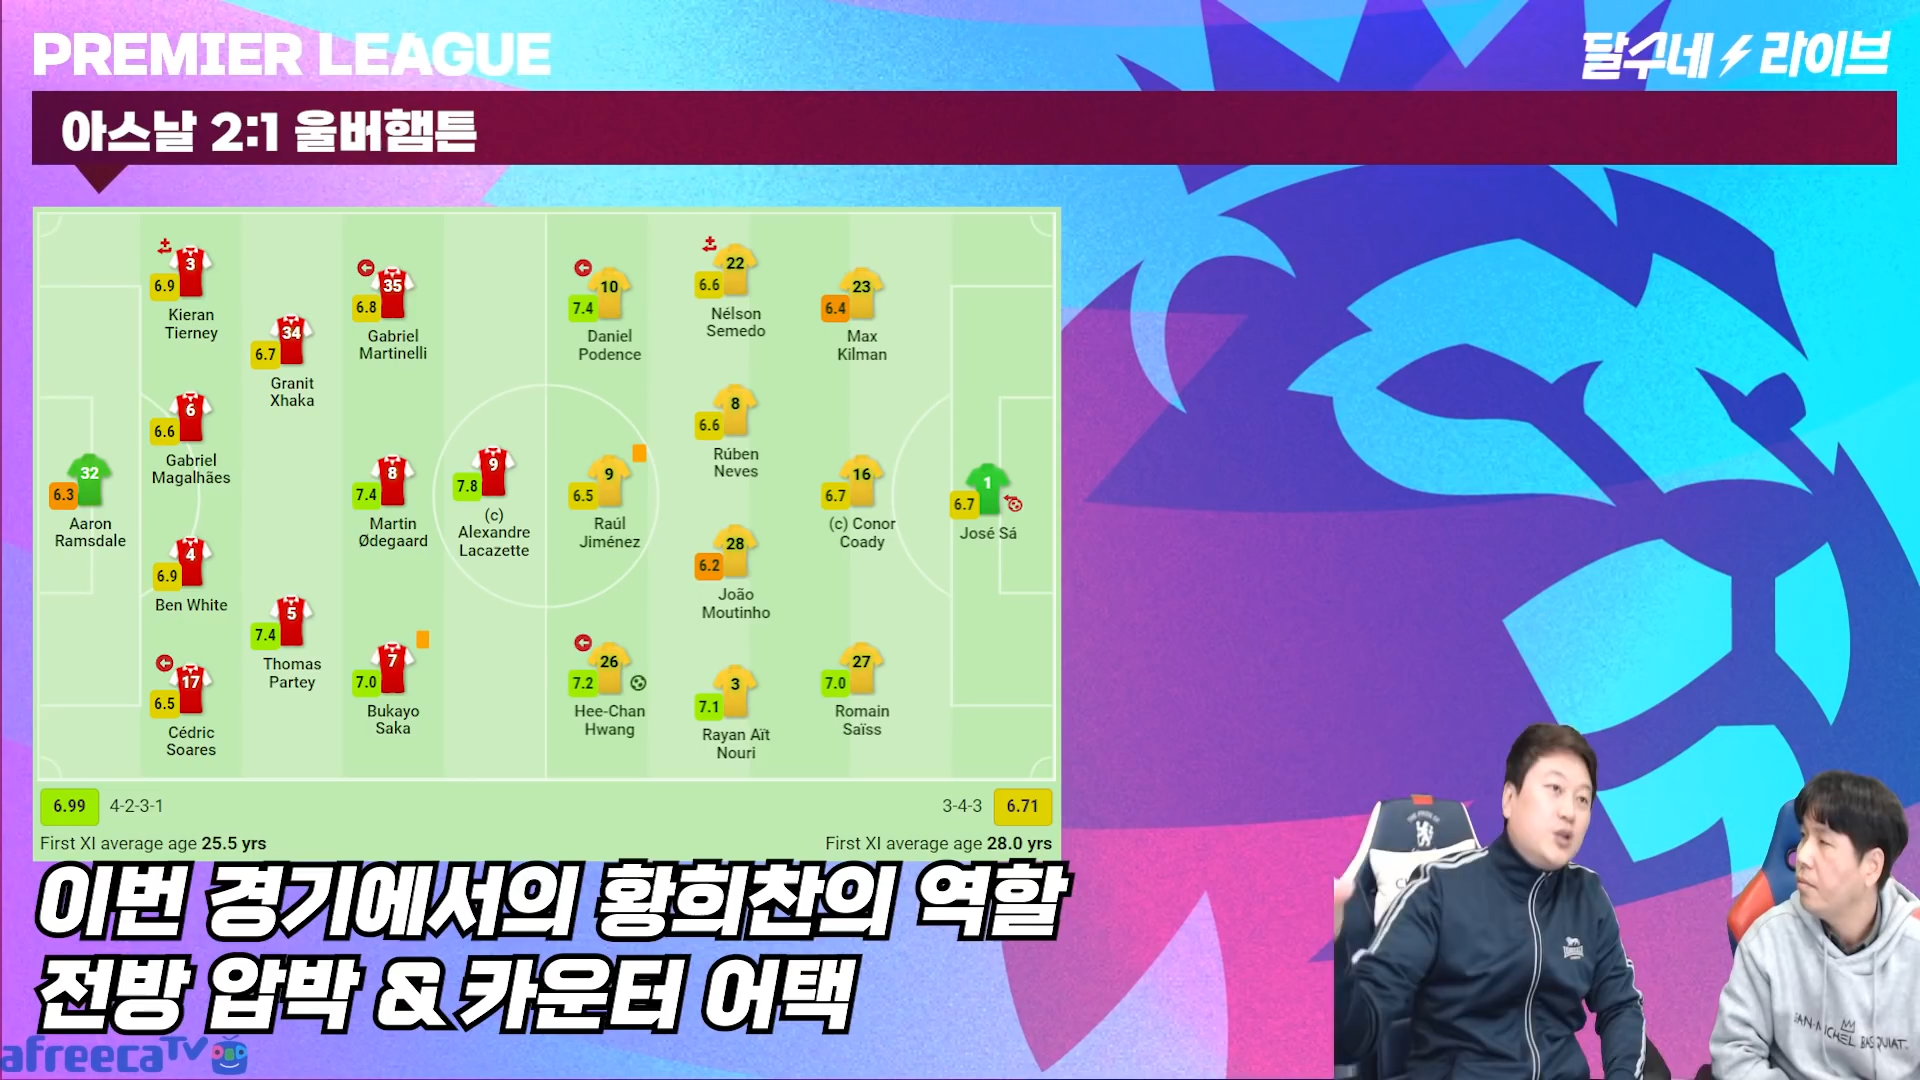 PREMIER LEAGUE
달수네 라이브
아스날 2:1 울버햄튼
3
6.9
Kieran
Tierney
34
6.7
Granit
Xhaka
35
6.8
Gabriel
Martinelli
10
7.4
Daniel
Podence
22
6.6
Nélson
Semedo
23
6.4
Max
Kilman
6
6.6
Gabriel
Magalhães
32
6.3
Aaron
Ramsdale
8
7.4
Martin
Ødegaard
9
7.8
(c)
Alexandre
Lacazette
9
6.5
Raúl
Jiménez
8
6.6
Rúben
Neves
16
6.7
(c) Conor
Coady
1
6.7
José Sá
4
6.9
Ben White
5
7.4
Thomas
Partey
28
6.2
João
Moutinho
17
6.5
Cédric
Soares
7
7.0
Bukayo
Saka
26
7.2
Hee-Chan
Hwang
3
7.1
Rayan Aït
Nouri
27
7.0
Romain
Saïss
6.99 4-2-3-1
3-4-3 6.71
First XI average age 25.5 yrs
First XI average age 28.0 yrs
이번 경기에서의 황희찬의 역할
전방 압박 & 카운터 어택
afreecaTV